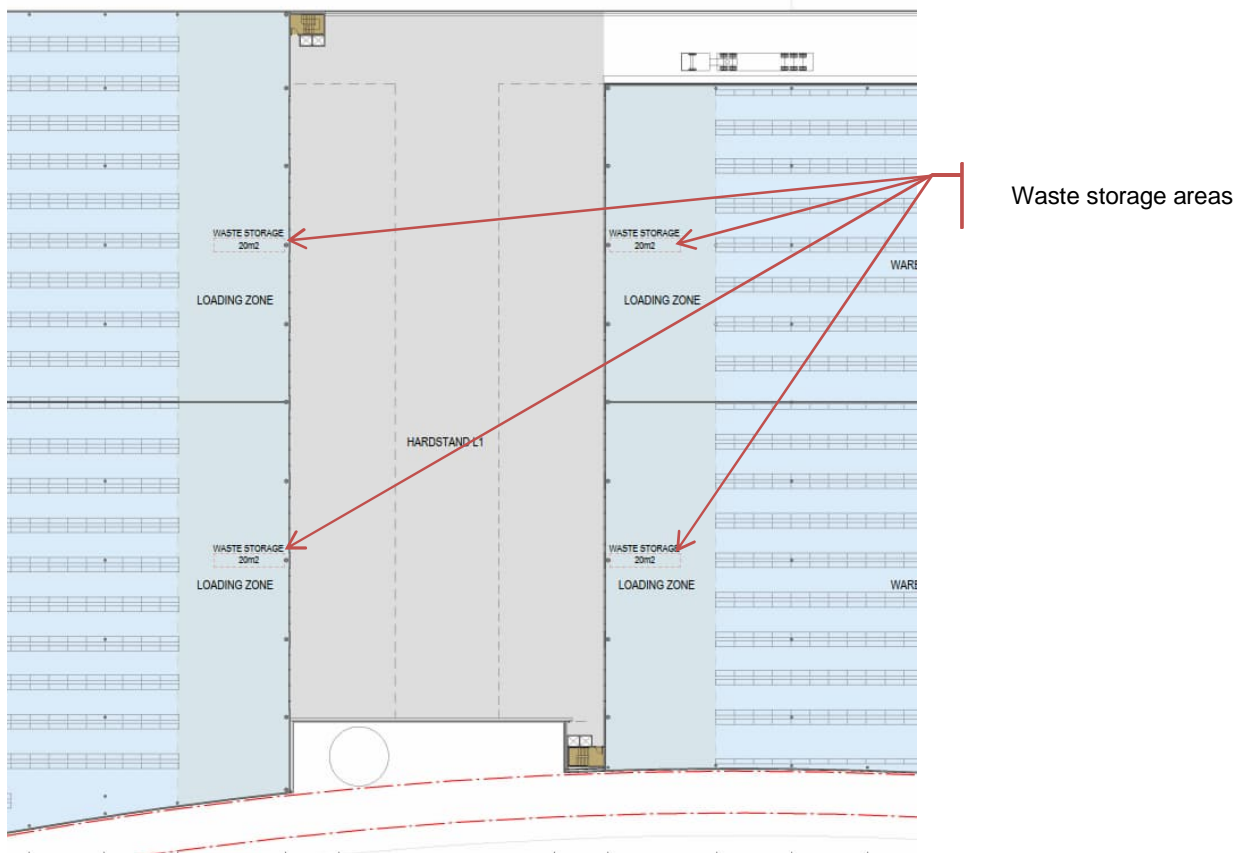 Waste storage areas
WASTE STORAGE
20m2
WASTE STORAGE
20m2
WARE
LOADING ZONE
LOADING ZONE
HARDSTAND L1
WASTE STORAGE
20m2
WASTE STORAGE
20m2
LOADING ZONE
LOADING ZONE
WARE